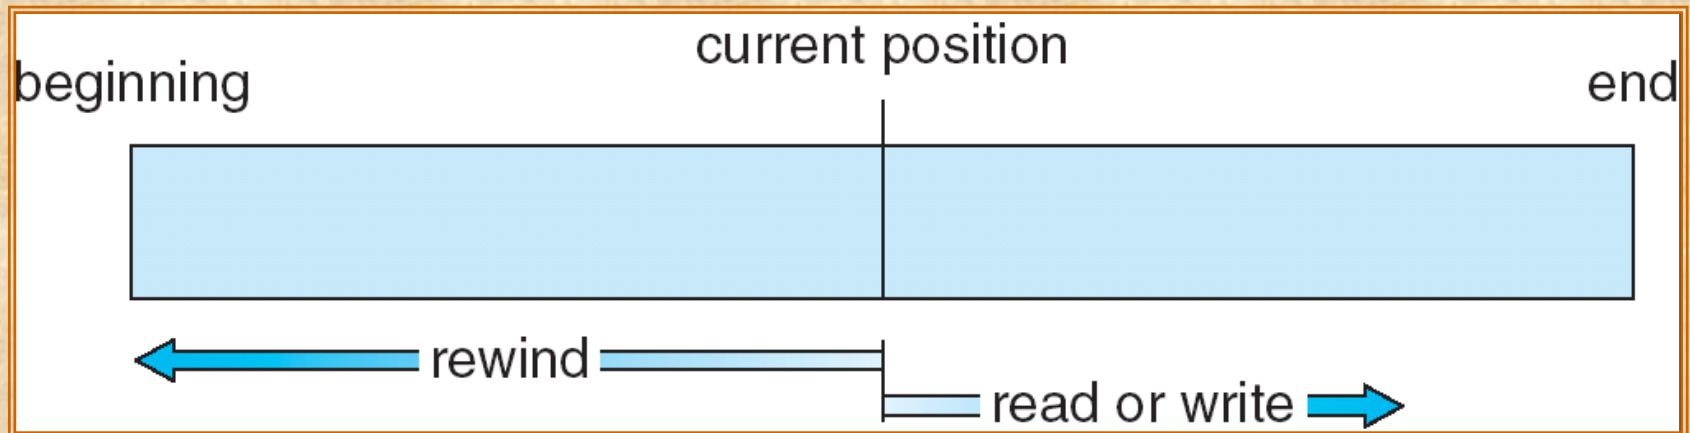 current position
beginning
end
rewind
read or write